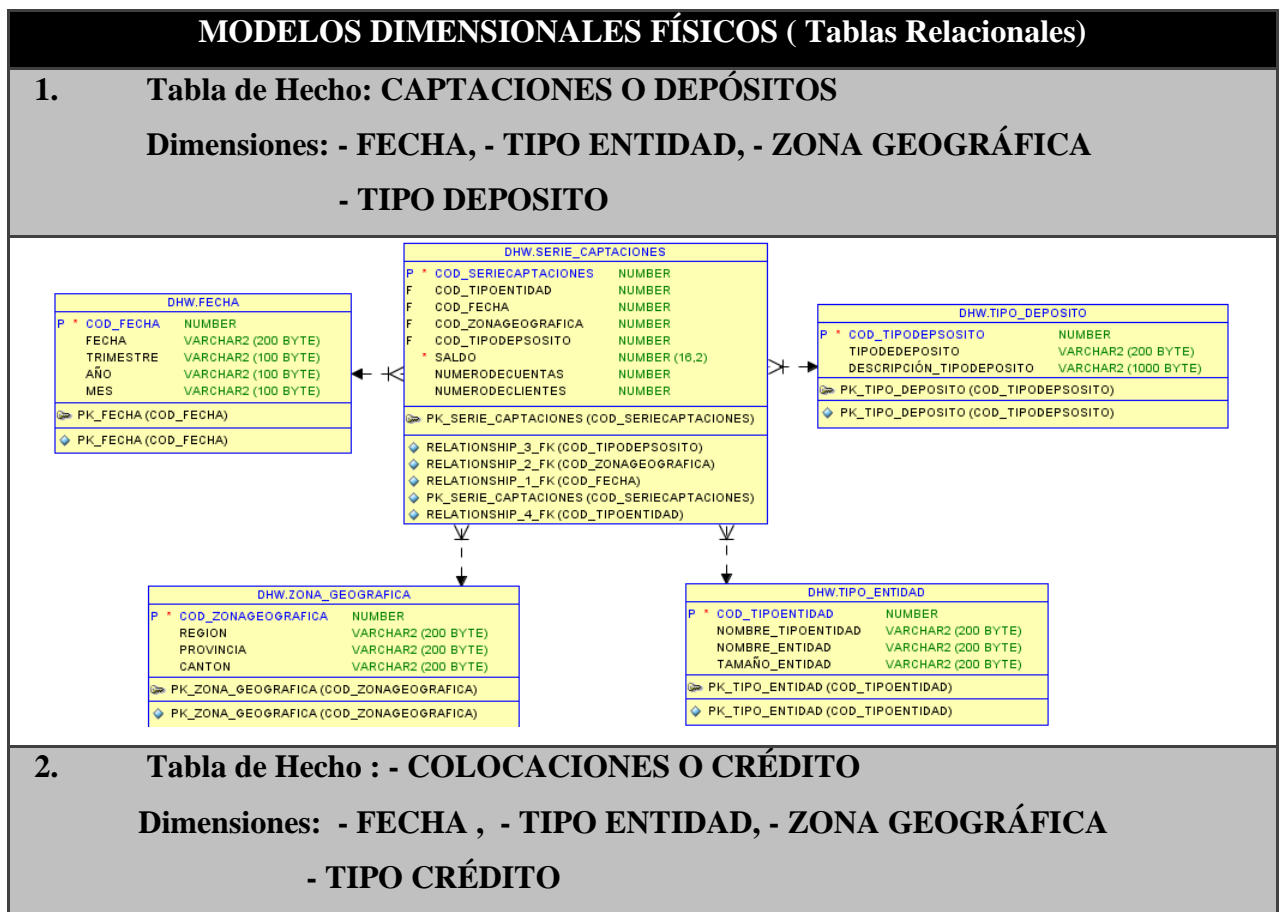 MODELOS DIMENSIONALES FÍSICOS ( Tablas Relacionales)
1. Tabla de Hecho: CAPTACIONES O DEPÓSITOS
Dimensiones: - FECHA, - TIPO ENTIDAD, - ZONA GEOGRÁFICA
- TIPO DEPOSITO
DHW.SERIE_CAPTACIONES
P * COD_SERIECAPTACIONES NUMBER
F COD_TIPOENTIDAD NUMBER
F COD_FECHA NUMBER
F COD_ZONAGEOGRAFICA NUMBER
F COD_TIPODEPSOSITO NUMBER
* SALDO NUMBER (16,2)
NUMERODECUENTAS NUMBER
NUMERODECLIENTES NUMBER
PK_SERIE_CAPTACIONES (COD_SERIECAPTACIONES)
RELATIONSHIP_3_FK (COD_TIPODEPSOSITO)
RELATIONSHIP_2_FK (COD_ZONAGEOGRAFICA)
RELATIONSHIP_1_FK (COD_FECHA)
PK_SERIE_CAPTACIONES (COD_SERIECAPTACIONES)
RELATIONSHIP_4_FK (COD_TIPOENTIDAD)
DHW.FECHA
P * COD_FECHA NUMBER
FECHA VARCHAR2 (200 BYTE)
TRIMESTRE VARCHAR2 (100 BYTE)
AÑO VARCHAR2 (100 BYTE)
MES VARCHAR2 (100 BYTE)
PK_FECHA (COD_FECHA)
PK_FECHA (COD_FECHA)
DHW.TIPO_DEPOSITO
P * COD_TIPODEPSOSITO NUMBER
TIPODEDEPOSITO VARCHAR2 (200 BYTE)
DESCRIPCIÓN_TIPODEPOSITO VARCHAR2 (1000 BYTE)
PK_TIPO_DEPOSITO (COD_TIPODEPSOSITO)
PK_TIPO_DEPOSITO (COD_TIPODEPSOSITO)
DHW.ZONA_GEOGRAFICA
P * COD_ZONAGEOGRAFICA NUMBER
REGION VARCHAR2 (200 BYTE)
PROVINCIA VARCHAR2 (200 BYTE)
CANTON VARCHAR2 (200 BYTE)
PK_ZONA_GEOGRAFICA (COD_ZONAGEOGRAFICA)
PK_ZONA_GEOGRAFICA (COD_ZONAGEOGRAFICA)
DHW.TIPO_ENTIDAD
P * COD_TIPOENTIDAD NUMBER
NOMBRE_TIPOENTIDAD VARCHAR2 (200 BYTE)
NOMBRE_ENTIDAD VARCHAR2 (200 BYTE)
TAMAÑO_ENTIDAD VARCHAR2 (200 BYTE)
PK_TIPO_ENTIDAD (COD_TIPOENTIDAD)
PK_TIPO_ENTIDAD (COD_TIPOENTIDAD)
2. Tabla de Hecho : - COLOCACIONES O CRÉDITO
Dimensiones: - FECHA , - TIPO ENTIDAD, - ZONA GEOGRÁFICA
- TIPO CRÉDITO